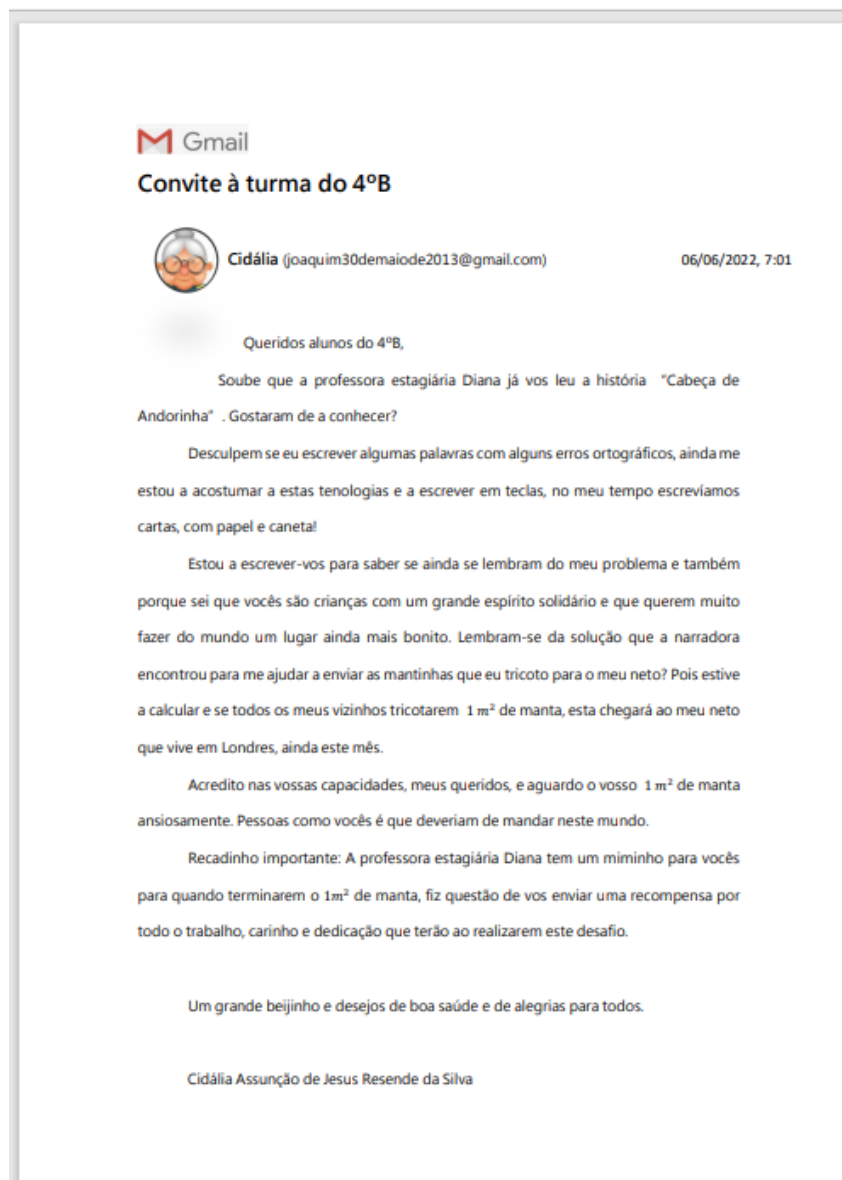 Gmail
Convite à turma do 4ºB
Cidália (joaquim30demaiode2013@gmail.com) 06/06/2022, 7:01
Queridos alunos do 4ºB,
Soube que a professora estagiária Diana já vos leu a história "Cabeça de
Andorinha" . Gostaram de a conhecer?
Desculpem se eu escrever algumas palavras com alguns erros ortográficos, ainda me
estou a acostumar a estas tenologias e a escrever em teclas, no meu tempo escrevíamos
cartas, com papel e caneta!
Estou a escrever-vos para saber se ainda se lembram do meu problema e também
porque sei que vocês são crianças com um grande espírito solidário e que querem muito
fazer do mundo um lugar ainda mais bonito. Lembram-se da solução que a narradora
encontrou para me ajudar a enviar as mantinhas que eu tricoto para o meu neto? Pois estive
a calcular e se todos os meus vizinhos tricotarem 1 m² de manta, esta chegará ao meu neto
que vive em Londres, ainda este mês.
Acredito nas vossas capacidades, meus queridos, e aguardo o vosso 1 m² de manta
ansiosamente. Pessoas como vocês é que deveriam de mandar neste mundo.
Recadinho importante: A professora estagiária Diana tem um miminho para vocês
para quando terminarem o 1m² de manta, fiz questão de vos enviar uma recompensa por
todo o trabalho, carinho e dedicação que terão ao realizarem este desafio.
Um grande beijinho e desejos de boa saúde e de alegrias para todos.
Cidália Assunção de Jesus Resende da Silva